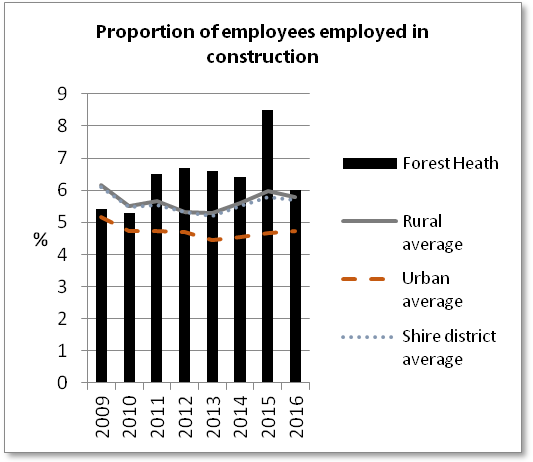 Proportion of employees employed in
construction
9
8
7
6
5
4
3
2
1
0
%
2009
2010
2011
2012
2013
2014
2015
2016
Forest Heath
Rural
average
Urban
average
Shire district
average